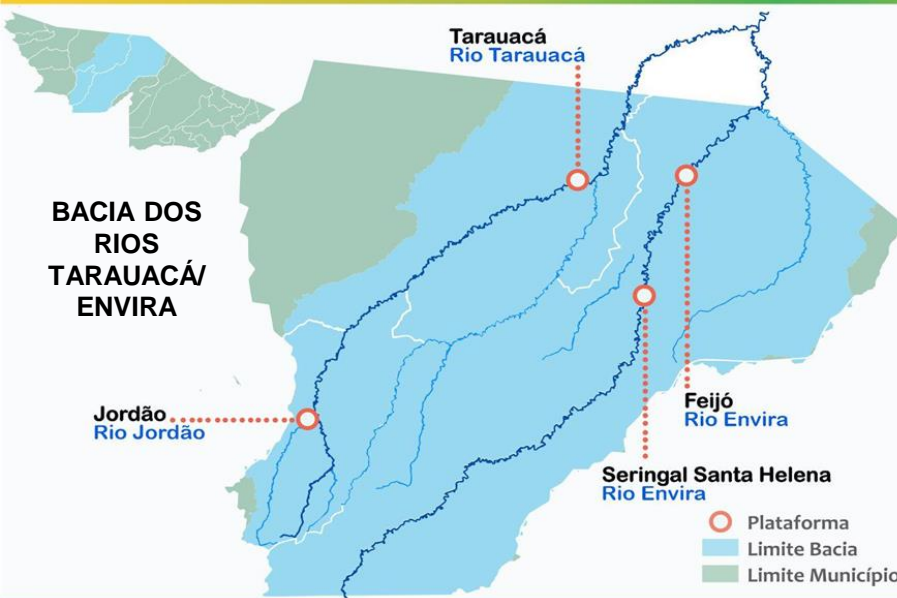 Tarauacá
Rio Tarauacá
BACIA DOS
RIOS
TARAUACÁ/
ENVIRA
Jordão
Rio Jordão
Feijó
Rio Envira
Seringal Santa Helena
Rio Envira
Plataforma
Limite Bacia
Limite Município